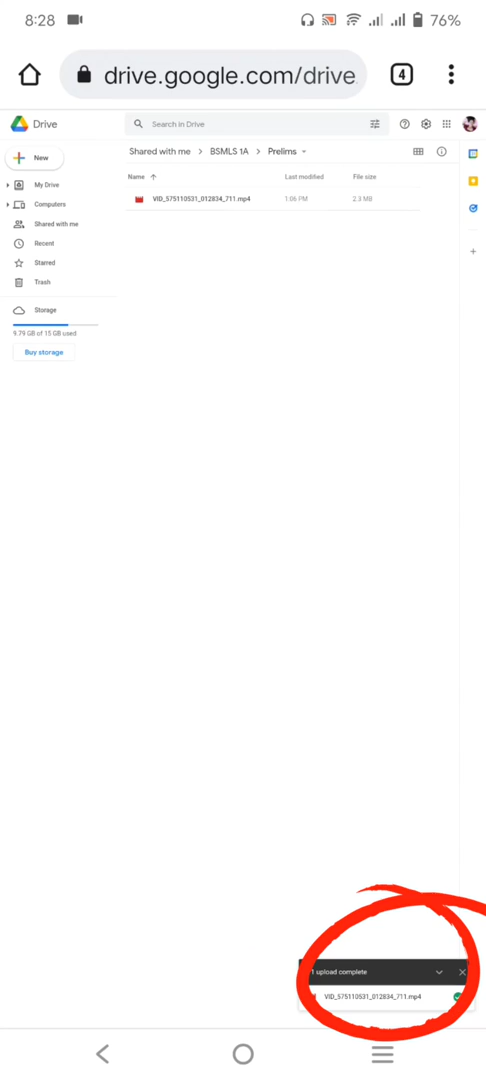 8:28 76%
drive.google.com/drive. 4
Drive Search in Drive
New Shared with me > BSMLS 1A > Prelims
Name Last modified File size
My Drive VID_575110531_012834_711.mp4 1:06 PM 2.3 MB
Computers
Shared with me
Recent
Starred
Trash
Storage
9.79 GB of 15 GB used
Buy storage
1 upload complete
VID_575110531_012834_711.mp4